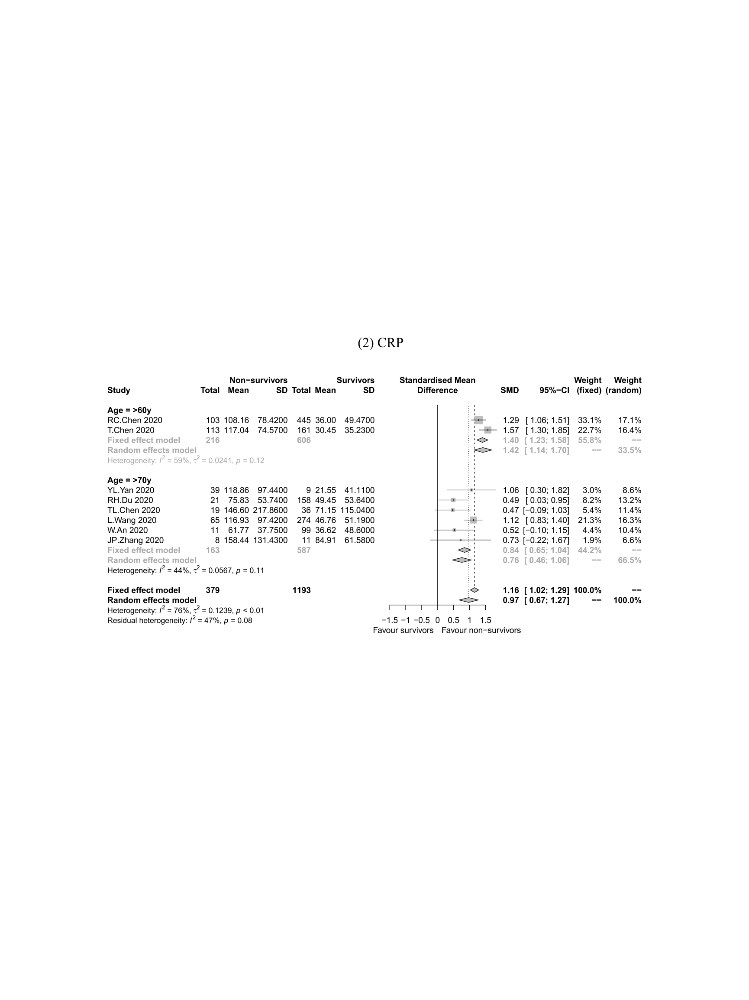 (2) CRP
Non−survivors Survivors Standardised Mean Weight Weight
Study Total Mean SD Total Mean SD Difference SMD 95%−CI (fixed) (random)
Age = >60y
RC.Chen 2020 103 108.16 78.4200 445 36.00 49.4700 1.29 [ 1.06; 1.51] 33.1% 17.1%
T.Chen 2020 113 117.04 74.5700 161 30.45 35.2300 1.57 [ 1.30; 1.85] 22.7% 16.4%
Fixed effect model 216 606 1.40 [ 1.23; 1.58] 55.8% −−
Random effects model 1.42 [ 1.14; 1.70] −− 33.5%
Heterogeneity: I² = 59%, τ² = 0.0241, p = 0.12
Age = >70y
YL.Yan 2020 39 118.86 97.4400 9 21.55 41.1100 1.06 [ 0.30; 1.82] 3.0% 8.6%
RH.Du 2020 21 75.83 53.7400 158 49.45 53.6400 0.49 [ 0.03; 0.95] 8.2% 13.2%
TL.Chen 2020 19 146.60 217.8600 36 71.15 115.0400 0.47 [−0.09; 1.03] 5.4% 11.4%
L.Wang 2020 65 116.93 97.4200 274 46.76 51.1900 1.12 [ 0.83; 1.40] 21.3% 16.3%
W.An 2020 11 61.77 37.7500 99 36.62 48.6000 0.52 [−0.10; 1.15] 4.4% 10.4%
JP.Zhang 2020 8 158.44 131.4300 11 84.91 61.5800 0.73 [−0.22; 1.67] 1.9% 6.6%
Fixed effect model 163 587 0.84 [ 0.65; 1.04] 44.2% −−
Random effects model 0.76 [ 0.46; 1.06] −− 66.5%
Heterogeneity: I² = 44%, τ² = 0.0567, p = 0.11
Fixed effect model 379 1193 1.16 [ 1.02; 1.29] 100.0% −−
Random effects model 0.97 [ 0.67; 1.27] −− 100.0%
Heterogeneity: I² = 76%, τ² = 0.1239, p < 0.01
Residual heterogeneity: I² = 47%, p = 0.08
−1.5 −1 −0.5 0 0.5 1 1.5
Favour survivors Favour non−survivors